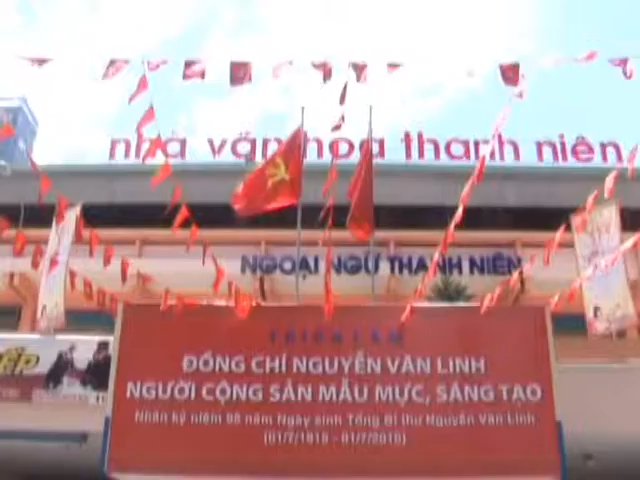 nhà văn hóa thanh niên
NGOẠI NGỮ THANH NIÊN
TRIỂN LÃM
ĐỒNG CHÍ NGUYỄN VĂN LINH
NGƯỜI CỘNG SẢN MẪU MỰC, SÁNG TẠO
Nhân kỷ niệm 95 năm Ngày sinh Tổng Bí thư Nguyễn Văn Linh
(01/7/1915 - 01/7/2010)